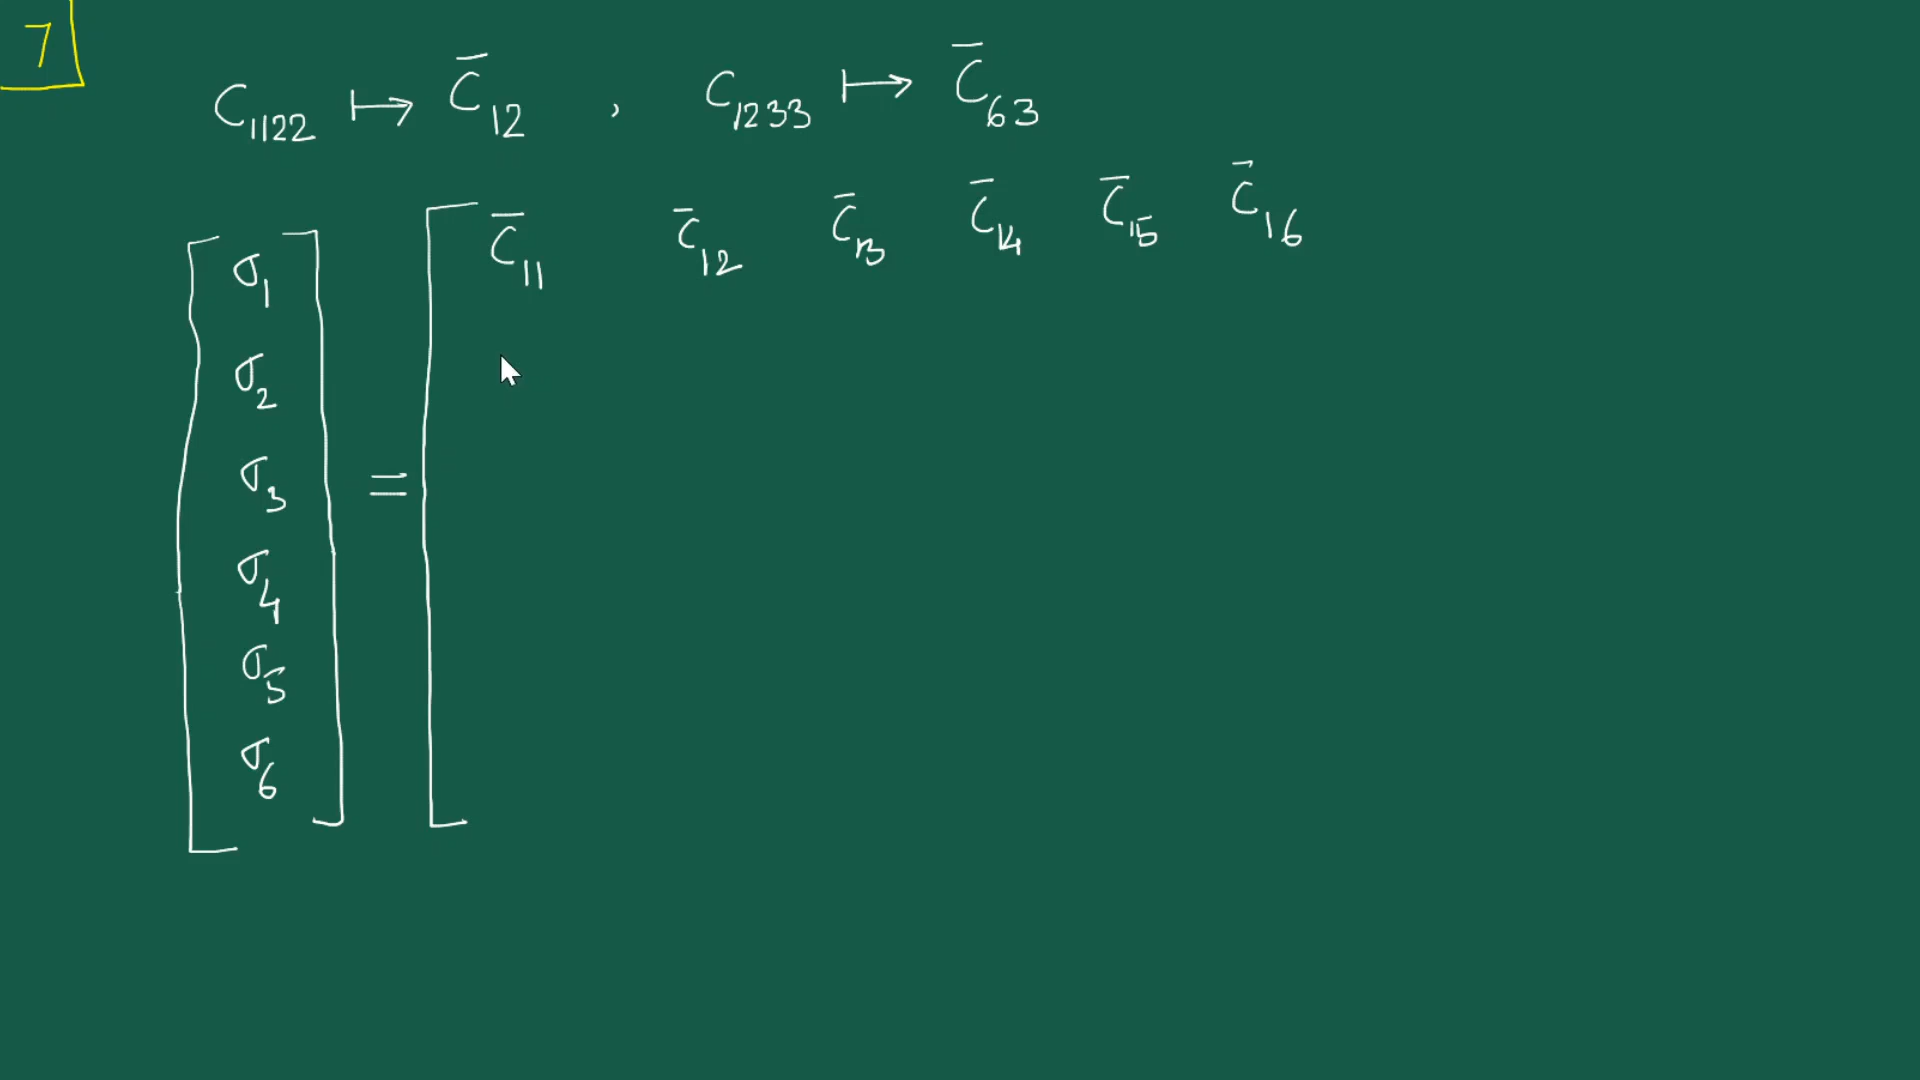 7
C₁₁₂₂ ↦ C̄₁₂ , C₁₂₃₃ ↦ C̄₆₃
σ₁ C̄₁₁ C̄₁₂ C̄₁₃ C̄₁₄ C̄₁₅ C̄₁₆
σ₂
σ₃ =
σ₄
σ₅
σ₆